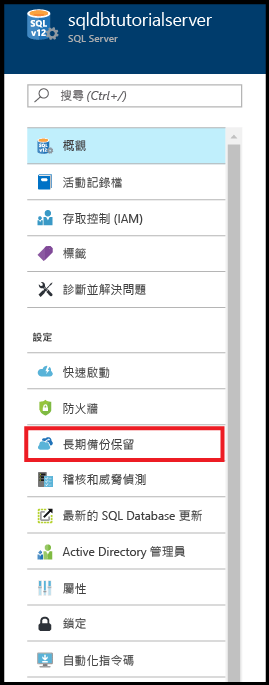 SQL
v12
sqldbtutorialserver
SQL Server
搜尋 (Ctrl+/)
概觀
活動記錄檔
存取控制 (IAM)
標籤
診斷並解決問題
設定
快速啟動
防火牆
長期備份保留
稽核和威脅偵測
最新的 SQL Database 更新
Active Directory 管理員
屬性
鎖定
自動化指令碼